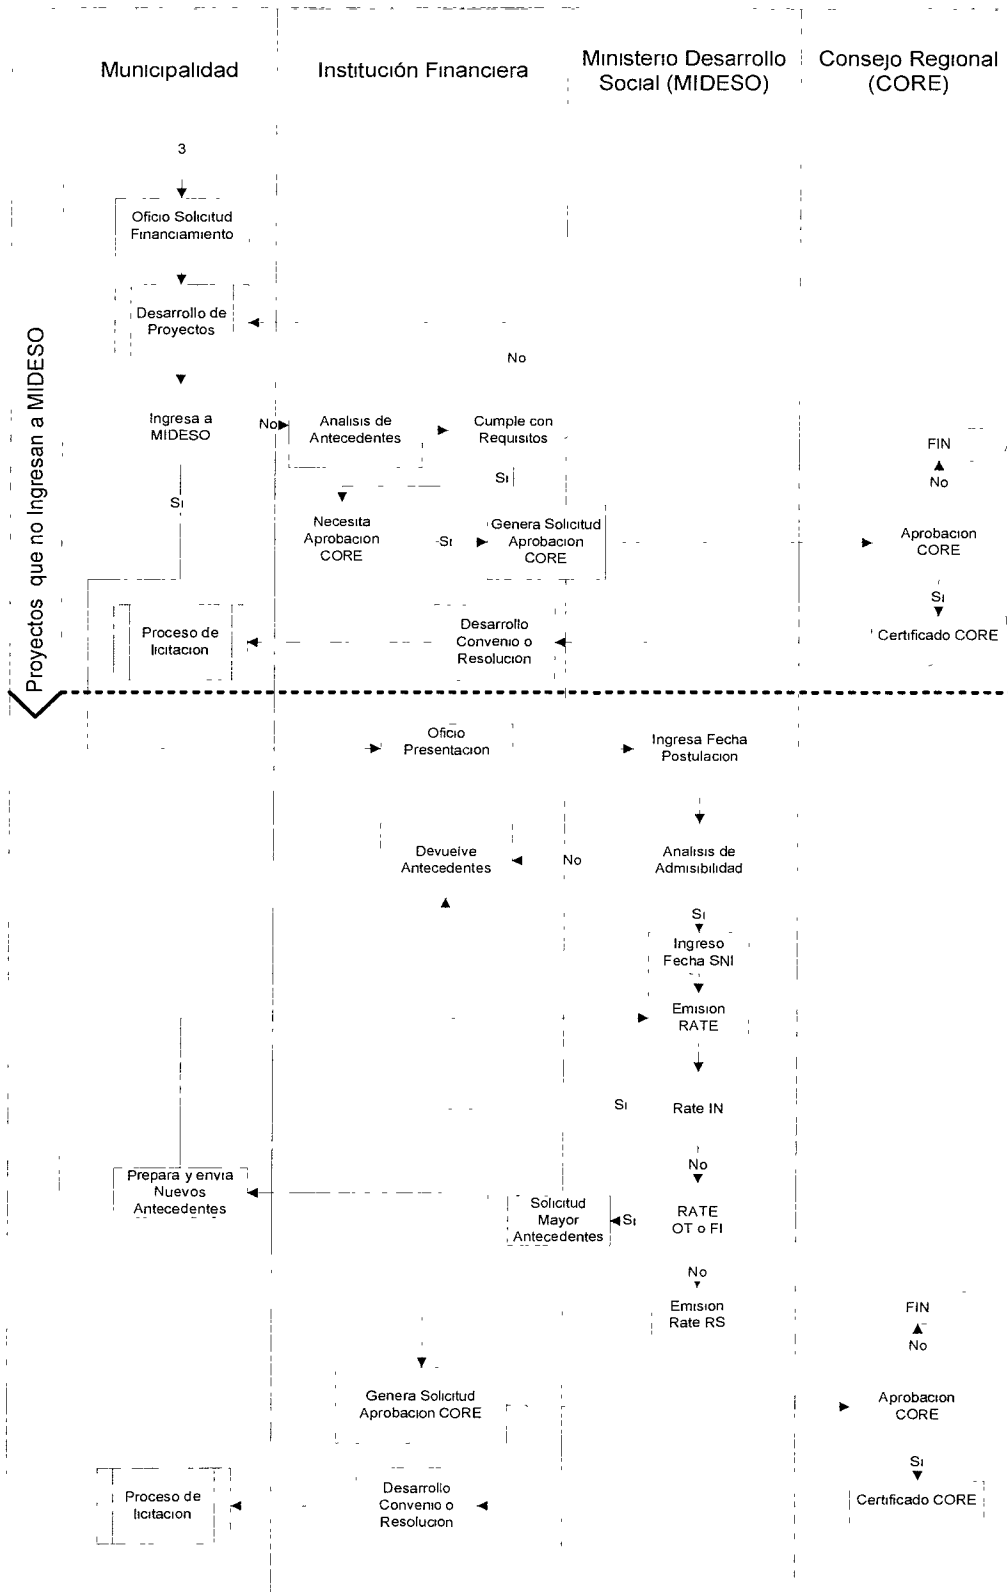 Municipalidad
Institución Financiera
Ministerio Desarrollo
Social (MIDESO)
Consejo Regional
(CORE)
Proyectos que no Ingresan a MIDESO
3
Oficio Solicitud
Financiamiento
Desarrollo de
Proyectos
No
Ingresa a
MIDESO
No
Analisis de
Antecedentes
Cumple con
Requisitos
FIN
No
Si
Si
Necesita
Aprobacion
CORE
Si
Genera Solicitud
Aprobacion
CORE
Aprobacion
CORE
Si
Proceso de
licitacion
Desarrollo
Convenio o
Resolucion
Certificado CORE
Oficio
Presentacion
Ingresa Fecha
Postulacion
Devuelve
Antecedentes
No
Analisis de
Admisibilidad
Si
Ingreso
Fecha SNI
Emision
RATE
Si
Rate IN
No
Prepara y envia
Nuevos
Antecedentes
Solicitud
Mayor
Antecedentes
Si
RATE
OT o FI
No
Emision
Rate RS
FIN
No
Genera Solicitud
Aprobacion CORE
Aprobacion
CORE
Si
Proceso de
licitacion
Desarrollo
Convenio o
Resolucion
Certificado CORE